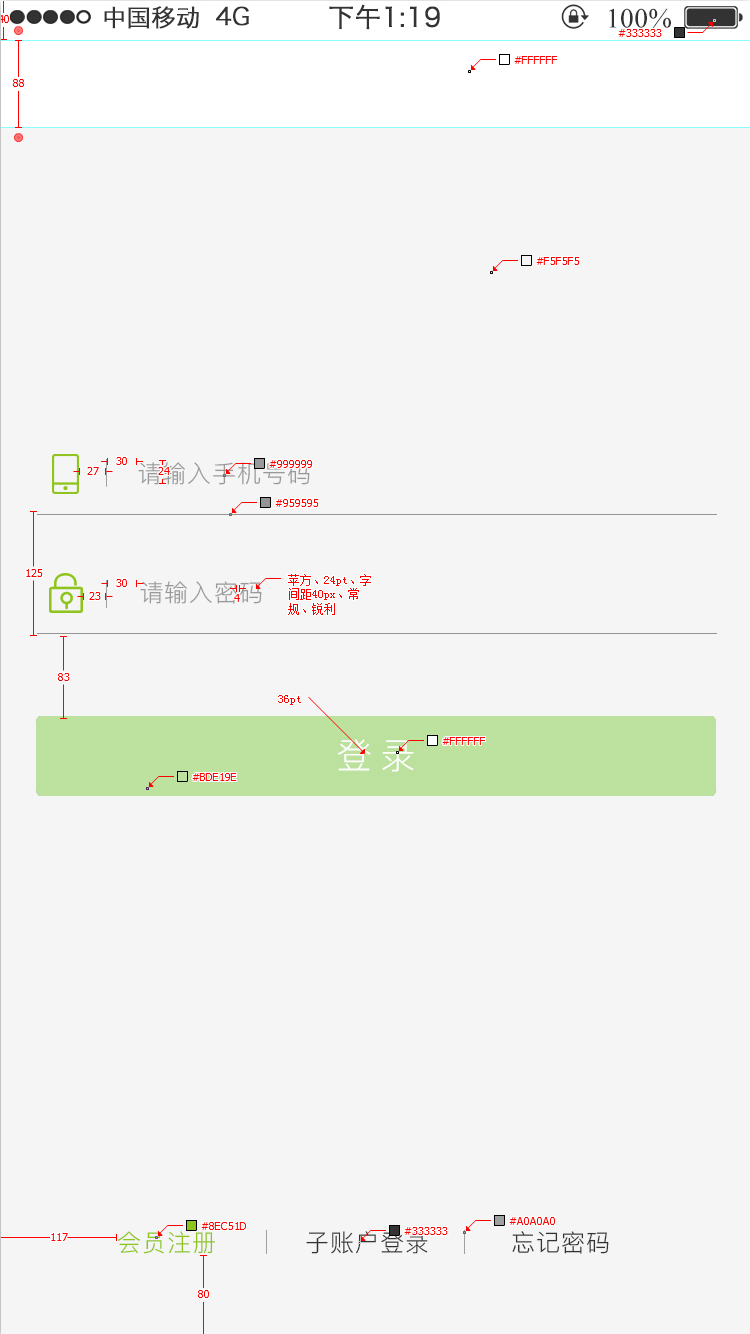 40
中国移动 4G
下午1:19
100%
#333333
#FFFFFF
88
#F5F5F5
27
30
24
请输入手机号码
#999999
#959595
125
23
30
请输入密码
4
苹方、24pt、字
间距40px、常
规、锐利
83
36pt
登录
#FFFFFF
#BDE19E
#8EC51D
#333333
#A0A0A0
117
会员注册
子账户登录
忘记密码
80